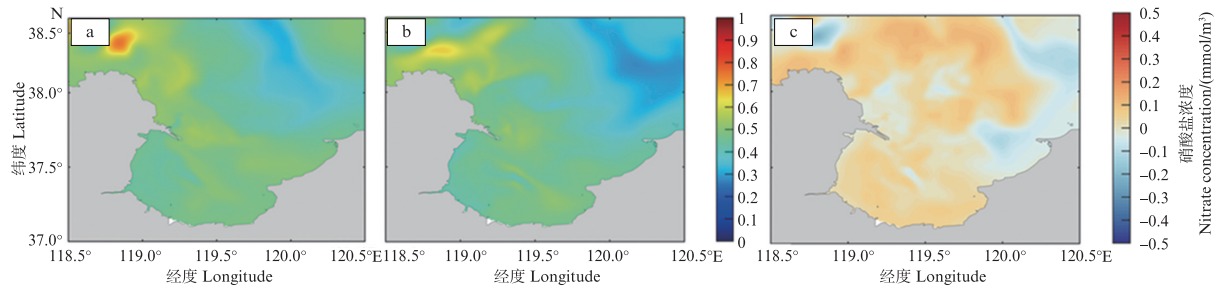 N
a
b
c
38.5°
38.0°
37.5°
37.0°
纬度 Latitude
118.5°
119.0°
119.5°
120.0°
120.5°E
经度 Longitude
118.5°
119.0°
119.5°
120.0°
120.5°E
经度 Longitude
1
0.9
0.8
0.7
0.6
0.5
0.4
0.3
0.2
0.1
0
118.5°
119.0°
119.5°
120.0°
120.5°E
经度 Longitude
0.5
0.4
0.3
0.2
0.1
0
−0.1
−0.2
−0.3
−0.4
−0.5
硝酸盐浓度
Nitrate concentration/(mmol/m³)